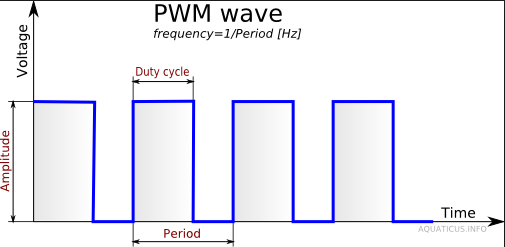 PWM wave
frequency=1/Period [Hz]
Voltage
Duty cycle
Amplitude
Time
AQUATICUS.INFO
Period